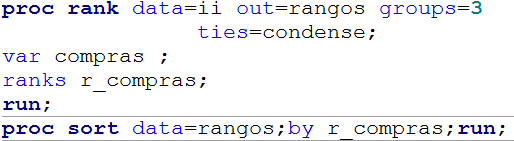 proc rank data=ii out=rangos groups=3
ties=condense;
var compras ;
ranks r_compras;
run;
proc sort data=rangos;by r_compras;run;